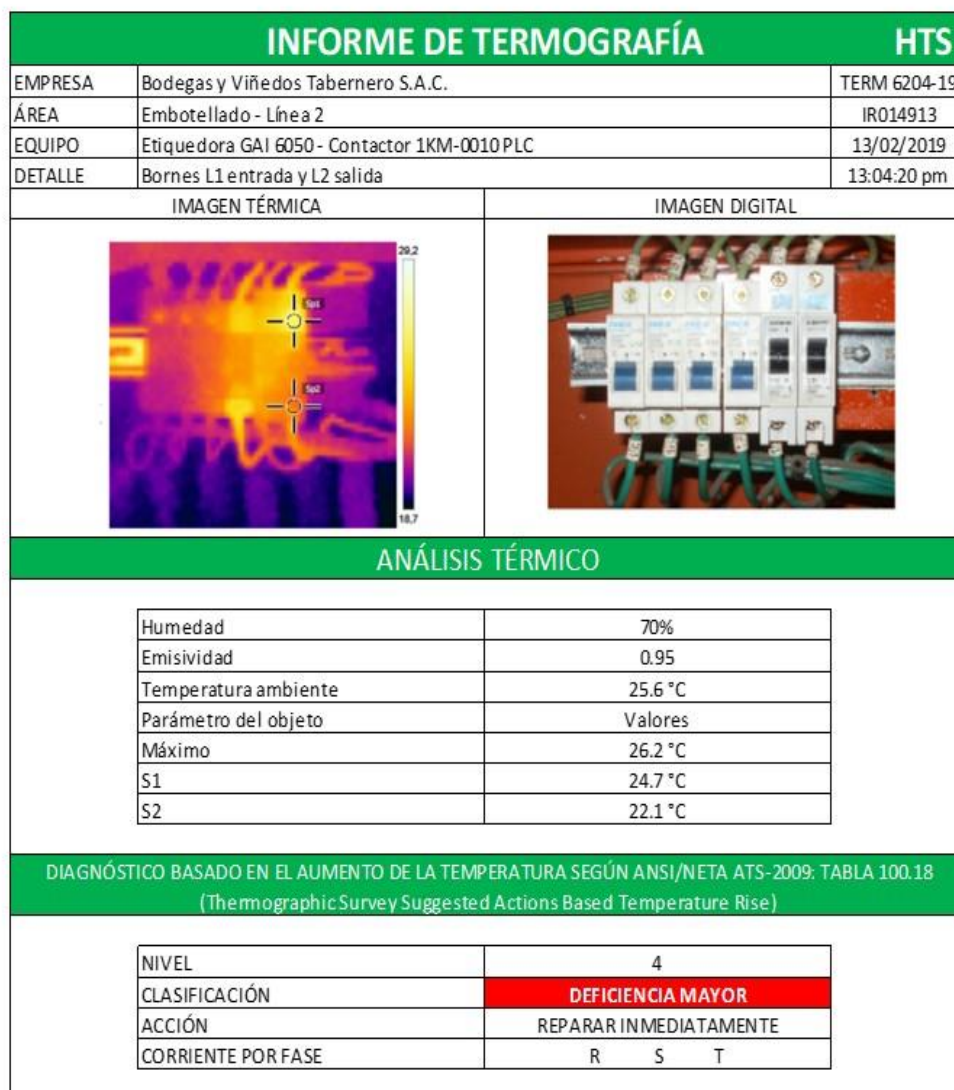 INFORME DE TERMOGRAFÍA HTS
EMPRESA Bodegas y Viñedos Tabernero S.A.C. TERM 6204-19
ÁREA Embotellado - Línea 2 IR014913
EQUIPO Etiquedora GAI 6050 - Contactor 1KM-0010 PLC 13/02/2019
DETALLE Bornes L1 entrada y L2 salida 13:04:20 pm
IMAGEN TÉRMICA IMAGEN DIGITAL
29,2
Sp1
Sp2
18,7
ANÁLISIS TÉRMICO
Humedad 70%
Emisividad 0.95
Temperatura ambiente 25.6 °C
Parámetro del objeto Valores
Máximo 26.2 °C
S1 24.7 °C
S2 22.1 °C
DIAGNÓSTICO BASADO EN EL AUMENTO DE LA TEMPERATURA SEGÚN ANSI/NETA ATS-2009: TABLA 100.18
(Thermographic Survey Suggested Actions Based Temperature Rise)
NIVEL 4
CLASIFICACIÓN DEFICIENCIA MAYOR
ACCIÓN REPARAR INMEDIATAMENTE
CORRIENTE POR FASE R S T